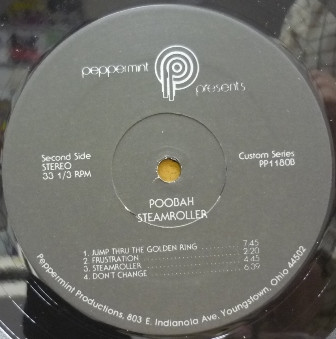 peppermint
presents
Second Side
STEREO
33 1/3 RPM
Custom Series
PP1180B
POOBAH
STEAMROLLER
1. JUMP THRU THE GOLDEN RING 7:45
2. FRUSTRATION 2:20
3. STEAMROLLER 4:45
4. DON'T CHANGE 6:39
Peppermint Productions, 803 E. Indianola Ave, Youngstown, Ohio 44502